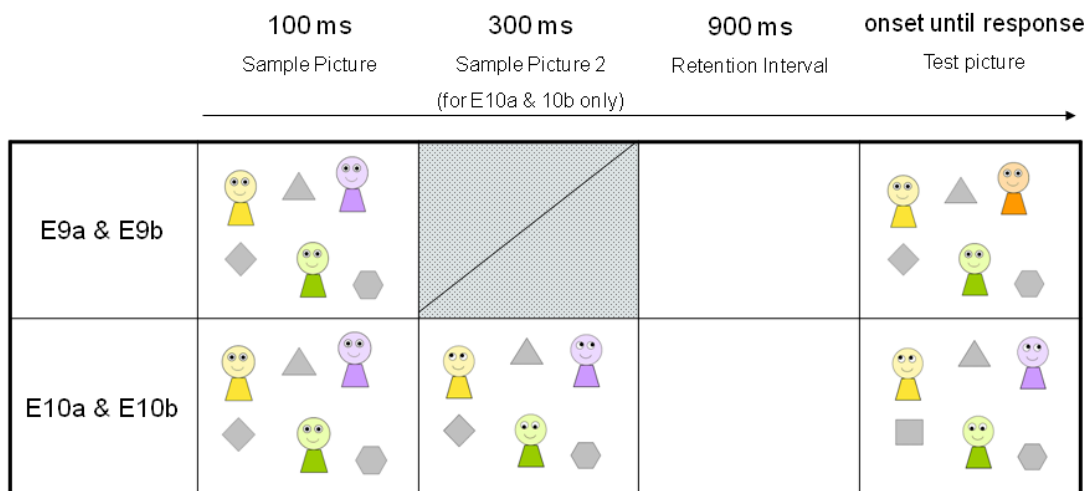 100 ms 300 ms 900 ms onset until response
Sample Picture Sample Picture 2 Retention Interval Test picture
(for E10a & 10b only)
E9a & E9b
E10a & E10b